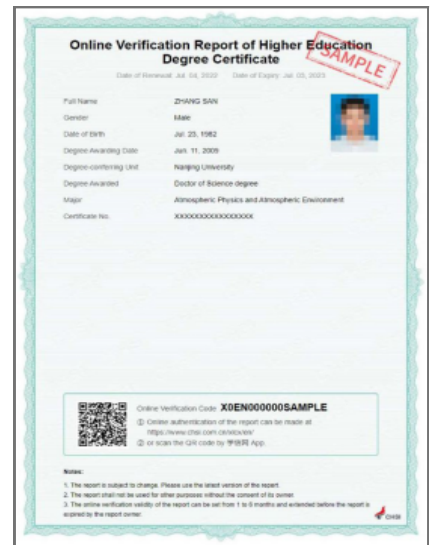 Online Verification Report of Higher Education
Degree Certificate
SAMPLE
Date of Renewal: Jul. 04, 2022 Date of Expiry: Jul. 05, 2023
Full Name ZHANG SAN
Gender Male
Date of Birth Jul. 23, 1982
Degree Awarding Date Jun. 11, 2009
Degree-conferring Unit Nanjing University
Degree Awarded Doctor of Science degree
Major Atmospheric Physics and Atmospheric Environment
Certificate No. XXXXXXXXXXXXXXXX
Online Verification Code X0EN000000SAMPLE
① Online authentication of the report can be made at
https://www.chsi.com.cn/xlcx/en/
② or scan the QR code by 学信网 App.
Notes:
1. The report is subject to change. Please use the latest version of the report.
2. The report shall not be used for other purposes without the consent of its owner.
3. The online verification validity of the report can be set from 1 to 6 months and extended before the report is
expired by the report owner.
CHSI